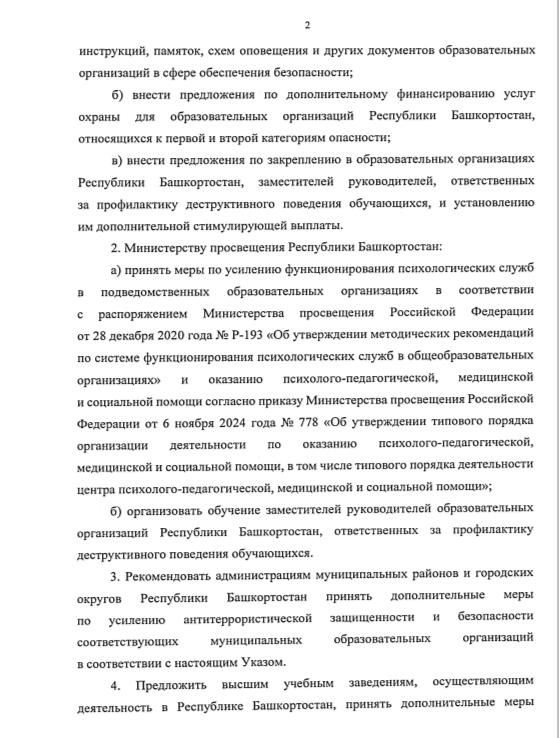 2
инструкций, памяток, схем оповещения и других документов образовательных
организаций в сфере обеспечения безопасности;
б) внести предложения по дополнительному финансированию услуг
охраны для образовательных организаций Республики Башкортостан,
относящихся к первой и второй категориям опасности;
в) внести предложения по закреплению в образовательных организациях
Республики Башкортостан, заместителей руководителей, ответственных
за профилактику деструктивного поведения обучающихся, и установлению
им дополнительной стимулирующей выплаты.
2. Министерству просвещения Республики Башкортостан:
а) принять меры по усилению функционирования психологических служб
в подведомственных образовательных организациях в соответствии
с распоряжением Министерства просвещения Российской Федерации
от 28 декабря 2020 года № Р-193 «Об утверждении методических рекомендаций
по системе функционирования психологических служб в общеобразовательных
организациях» и оказанию психолого-педагогической, медицинской
и социальной помощи согласно приказу Министерства просвещения Российской
Федерации от 6 ноября 2024 года № 778 «Об утверждении типового порядка
организации деятельности по оказанию психолого-педагогической,
медицинской и социальной помощи, в том числе типового порядка деятельности
центра психолого-педагогической, медицинской и социальной помощи»;
б) организовать обучение заместителей руководителей образовательных
организаций Республики Башкортостан, ответственных за профилактику
деструктивного поведения обучающихся.
3. Рекомендовать администрациям муниципальных районов и городских
округов Республики Башкортостан принять дополнительные меры
по усилению антитеррористической защищенности и безопасности
соответствующих муниципальных образовательных организаций
в соответствии с настоящим Указом.
4. Предложить высшим учебным заведениям, осуществляющим
деятельность в Республике Башкортостан, принять дополнительные меры